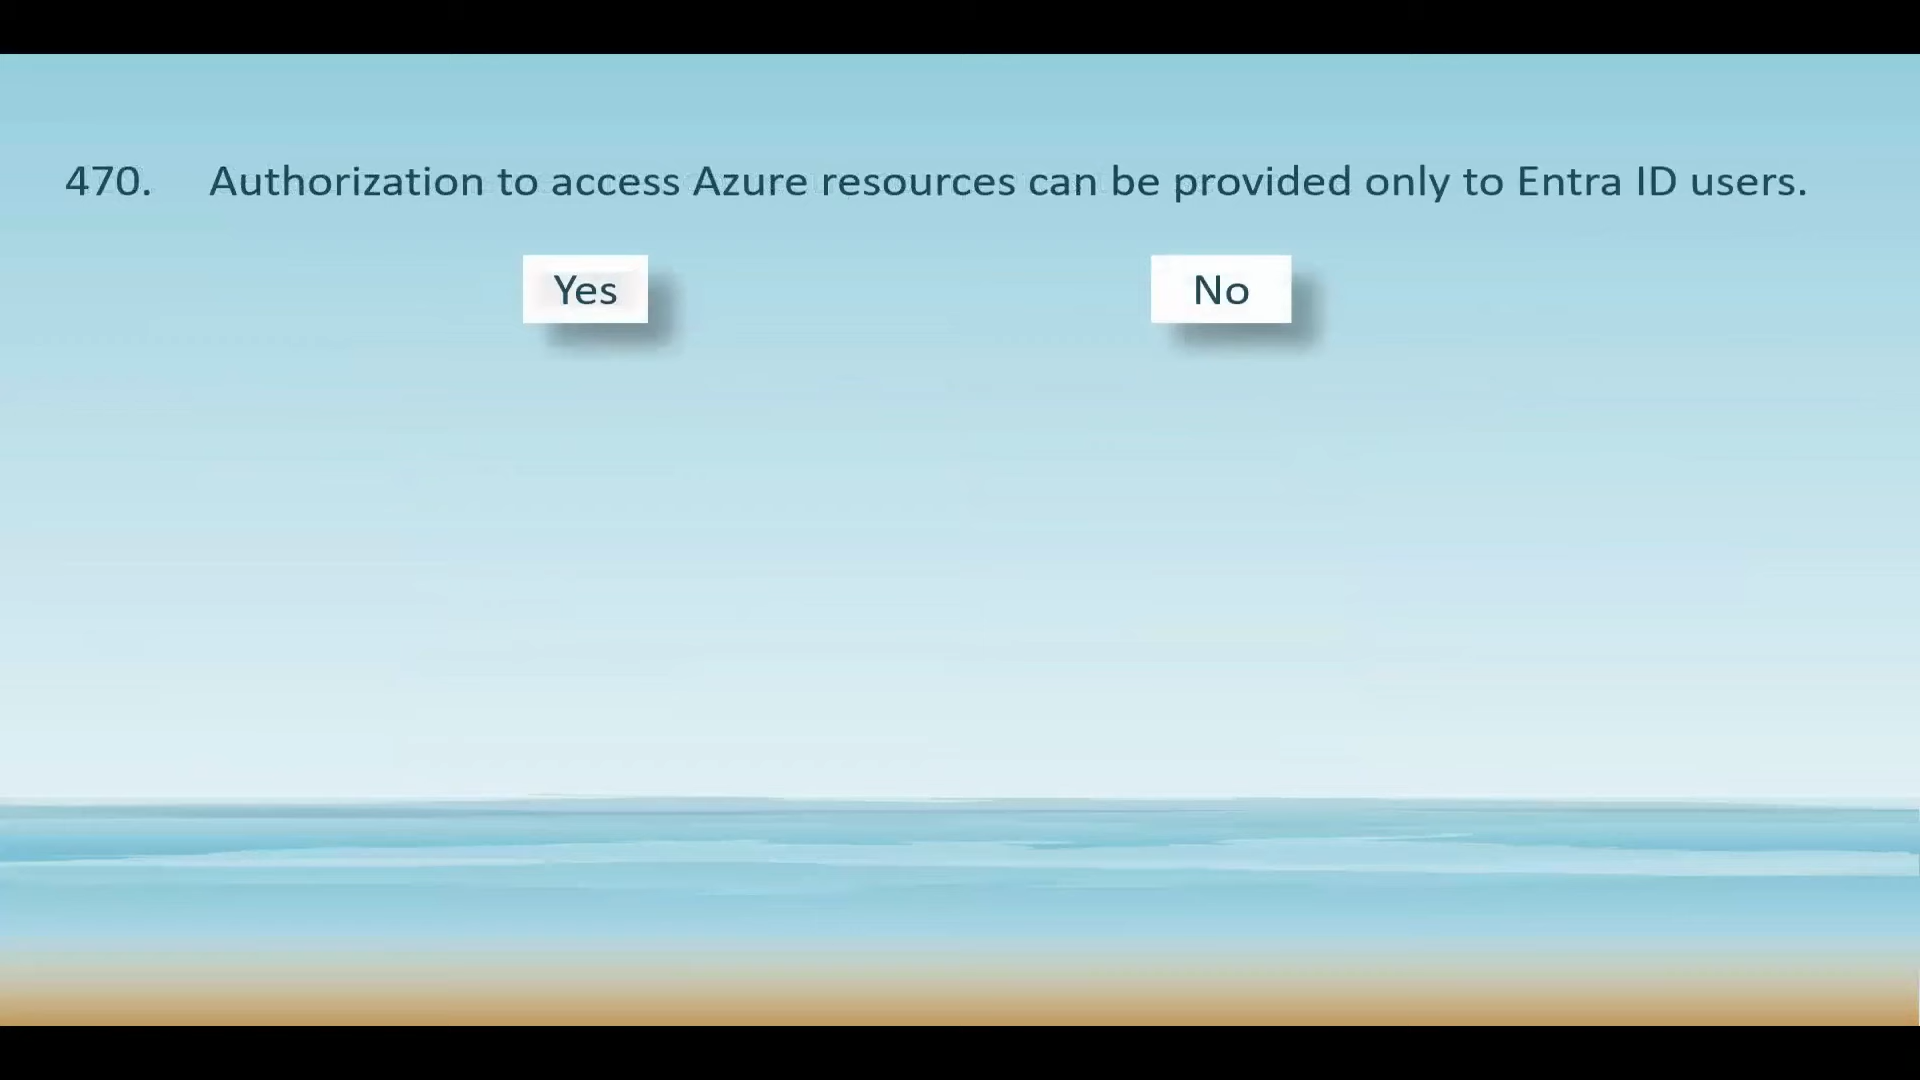 470. Authorization to access Azure resources can be provided only to Entra ID users.
Yes No